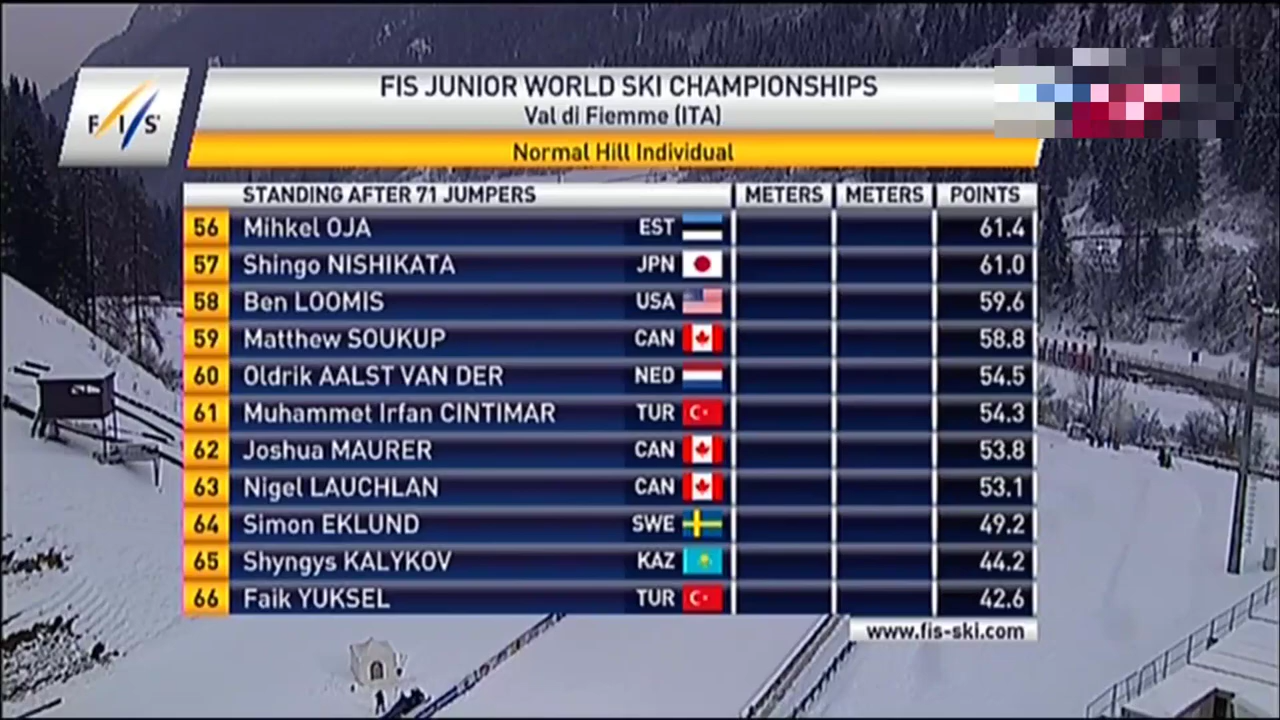 FIS
FIS JUNIOR WORLD SKI CHAMPIONSHIPS
Val di Fiemme (ITA)
Normal Hill Individual
STANDING AFTER 71 JUMPERS METERS METERS POINTS
56 Mihkel OJA EST 61.4
57 Shingo NISHIKATA JPN 61.0
58 Ben LOOMIS USA 59.6
59 Matthew SOUKUP CAN 58.8
60 Oldrik AALST VAN DER NED 54.5
61 Muhammet Irfan CINTIMAR TUR 54.3
62 Joshua MAURER CAN 53.8
63 Nigel LAUCHLAN CAN 53.1
64 Simon EKLUND SWE 49.2
65 Shyngys KALYKOV KAZ 44.2
66 Faik YUKSEL TUR 42.6
www.fis-ski.com